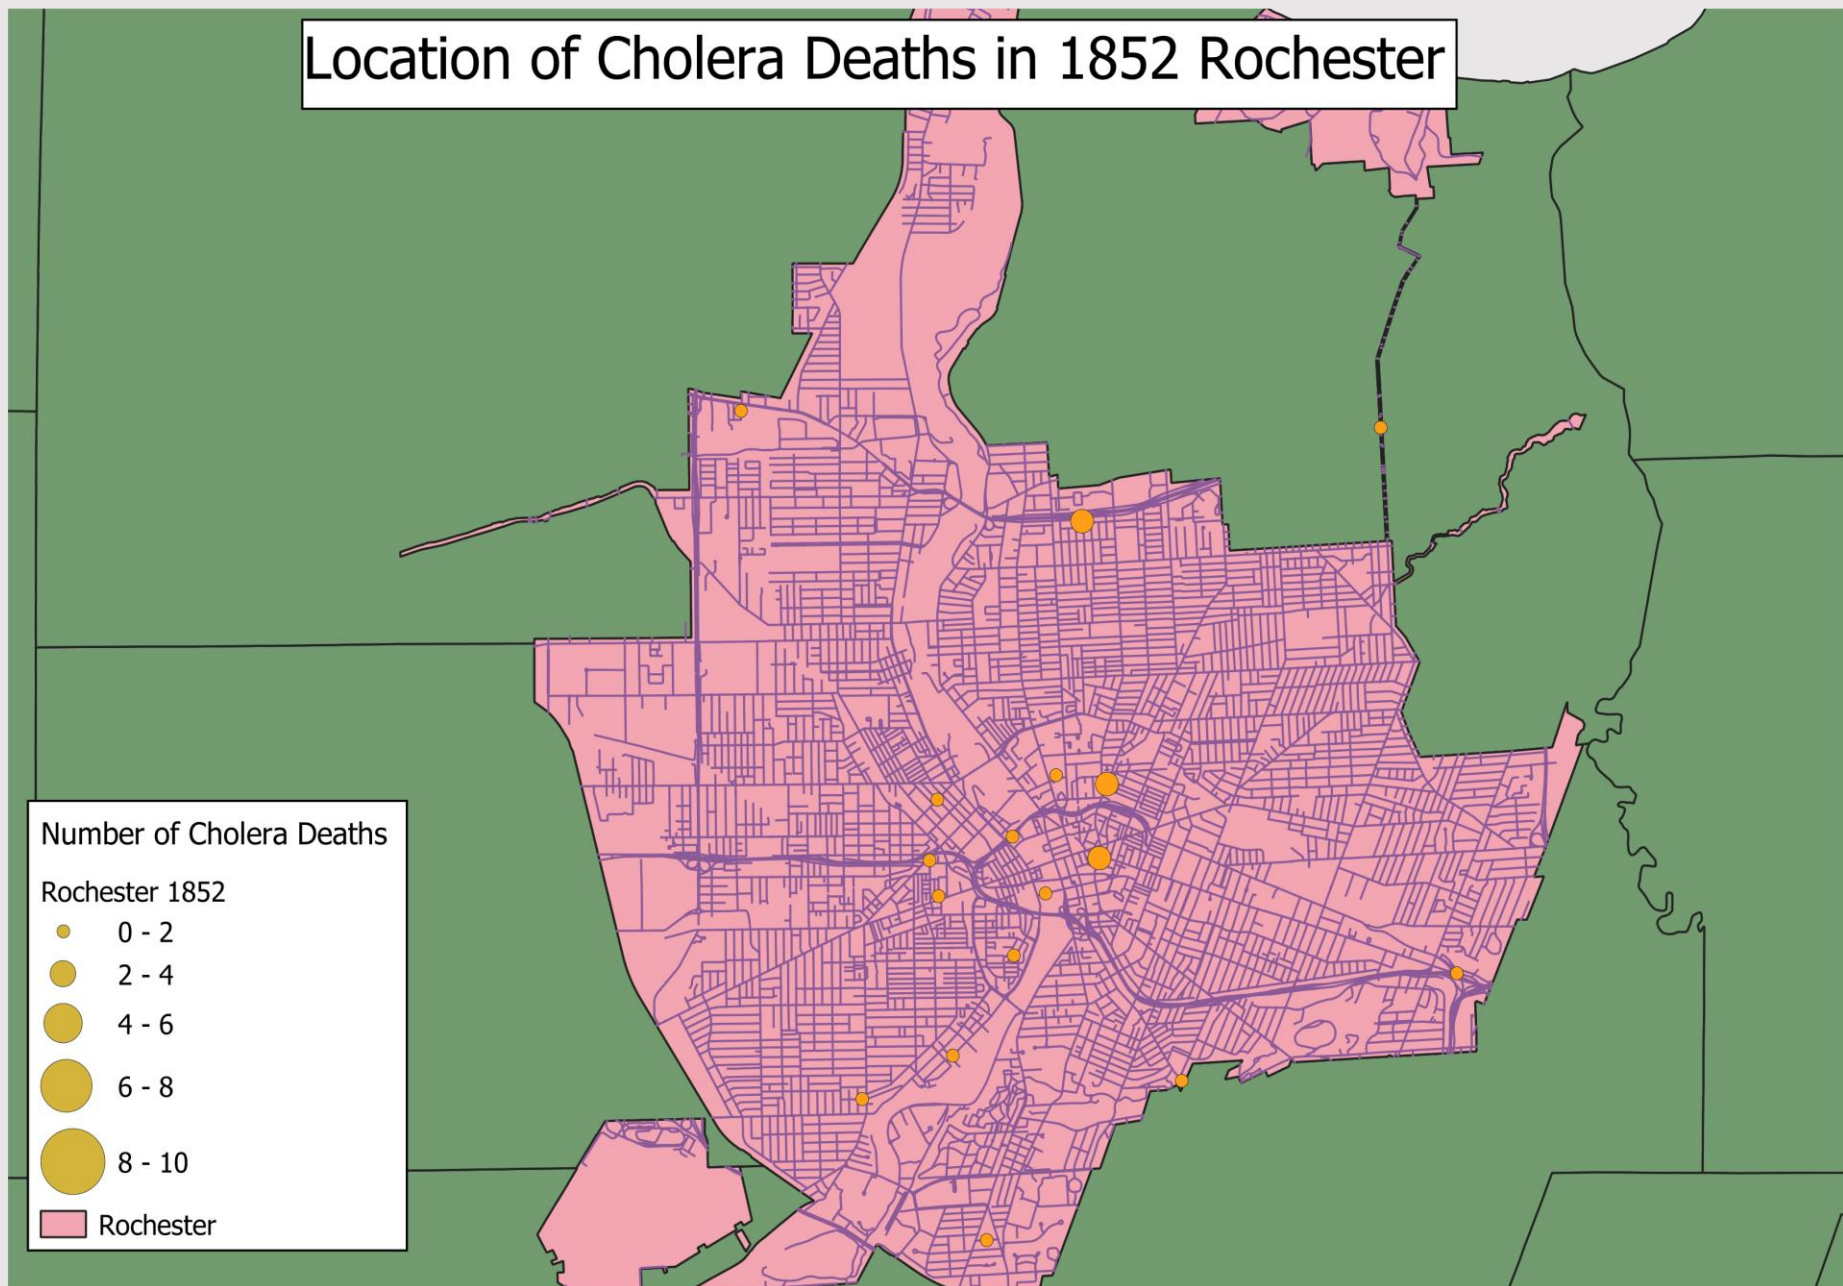 Location of Cholera Deaths in 1852 Rochester
Number of Cholera Deaths
Rochester 1852
0 - 2
2 - 4
4 - 6
6 - 8
8 - 10
Rochester